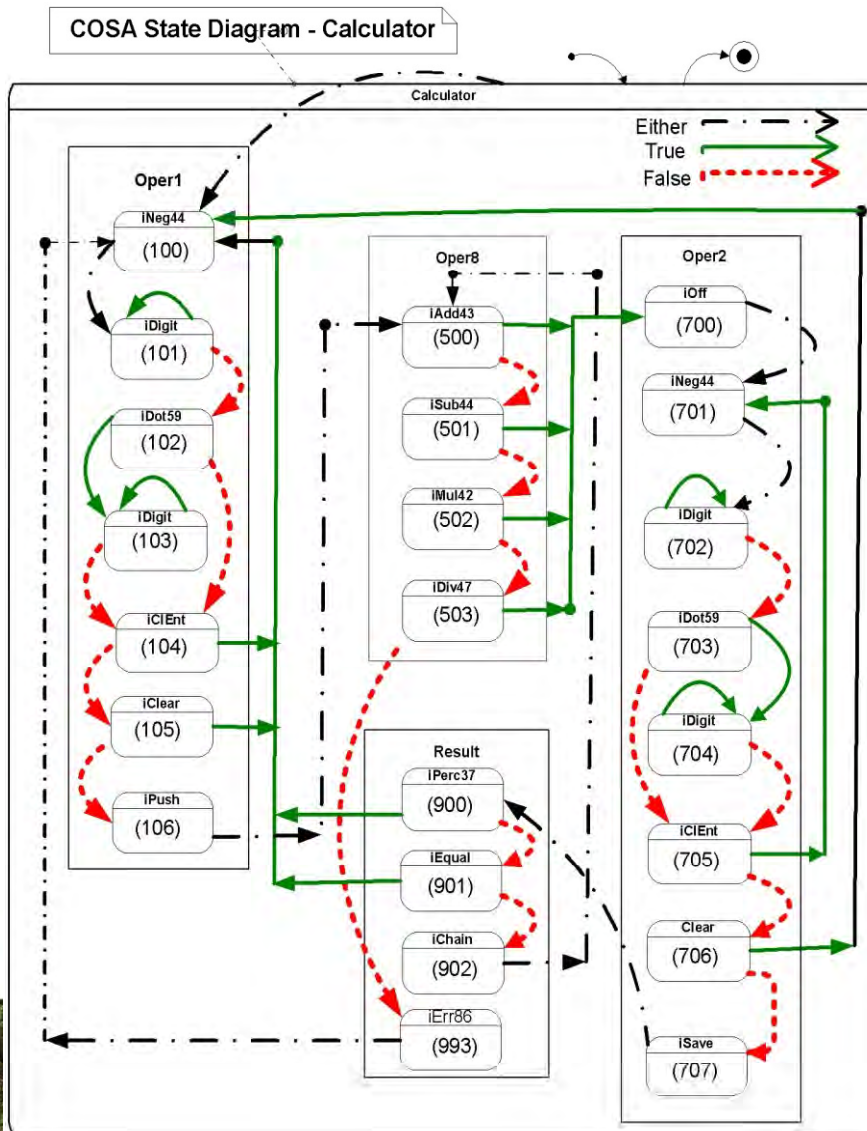 COSA State Diagram - Calculator
Calculator
Either
True
False
Oper1
iNeg44
(100)
iDigit
(101)
iDot59
(102)
iDigit
(103)
iClEnt
(104)
iClear
(105)
iPush
(106)
Oper8
iAdd43
(500)
iSub44
(501)
iMul42
(502)
iDiv47
(503)
Result
iPerc37
(900)
iEqual
(901)
iChain
(902)
iErr86
(993)
Oper2
iOff
(700)
iNeg44
(701)
iDigit
(702)
iDot59
(703)
iDigit
(704)
iClEnt
(705)
Clear
(706)
iSave
(707)